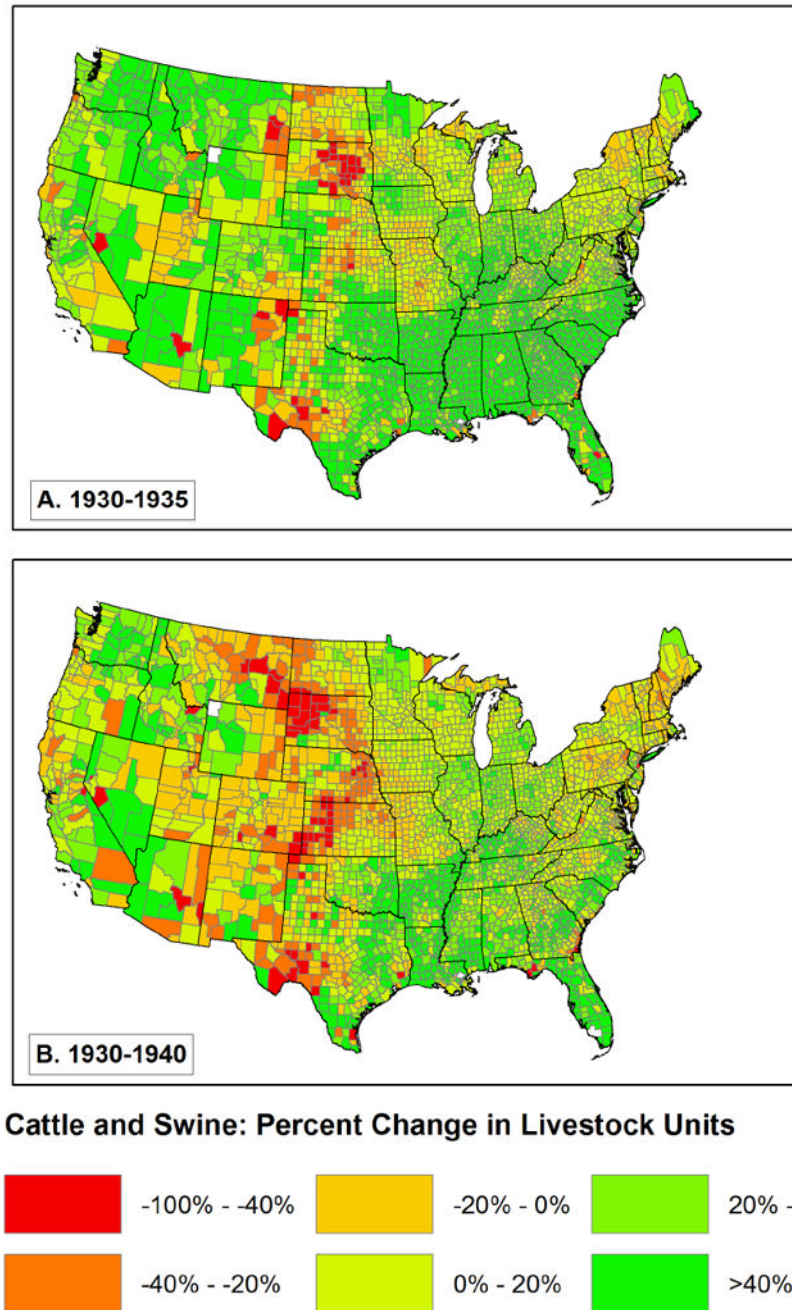 A. 1930-1935
B. 1930-1940
Cattle and Swine: Percent Change in Livestock Units
-100% - -40% -20% - 0% 20% -
-40% - -20% 0% - 20% >40%